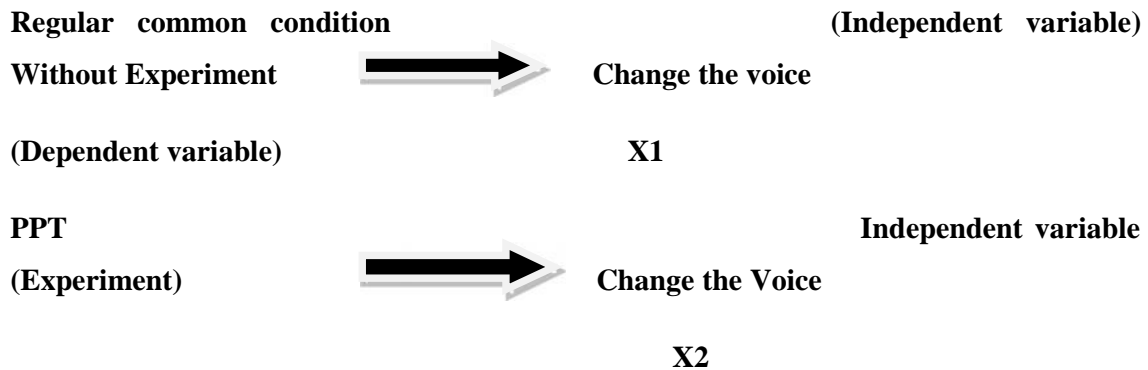 Regular common condition (Independent variable)
Without Experiment Change the voice
(Dependent variable) X1
PPT Independent variable
(Experiment) Change the Voice
X2